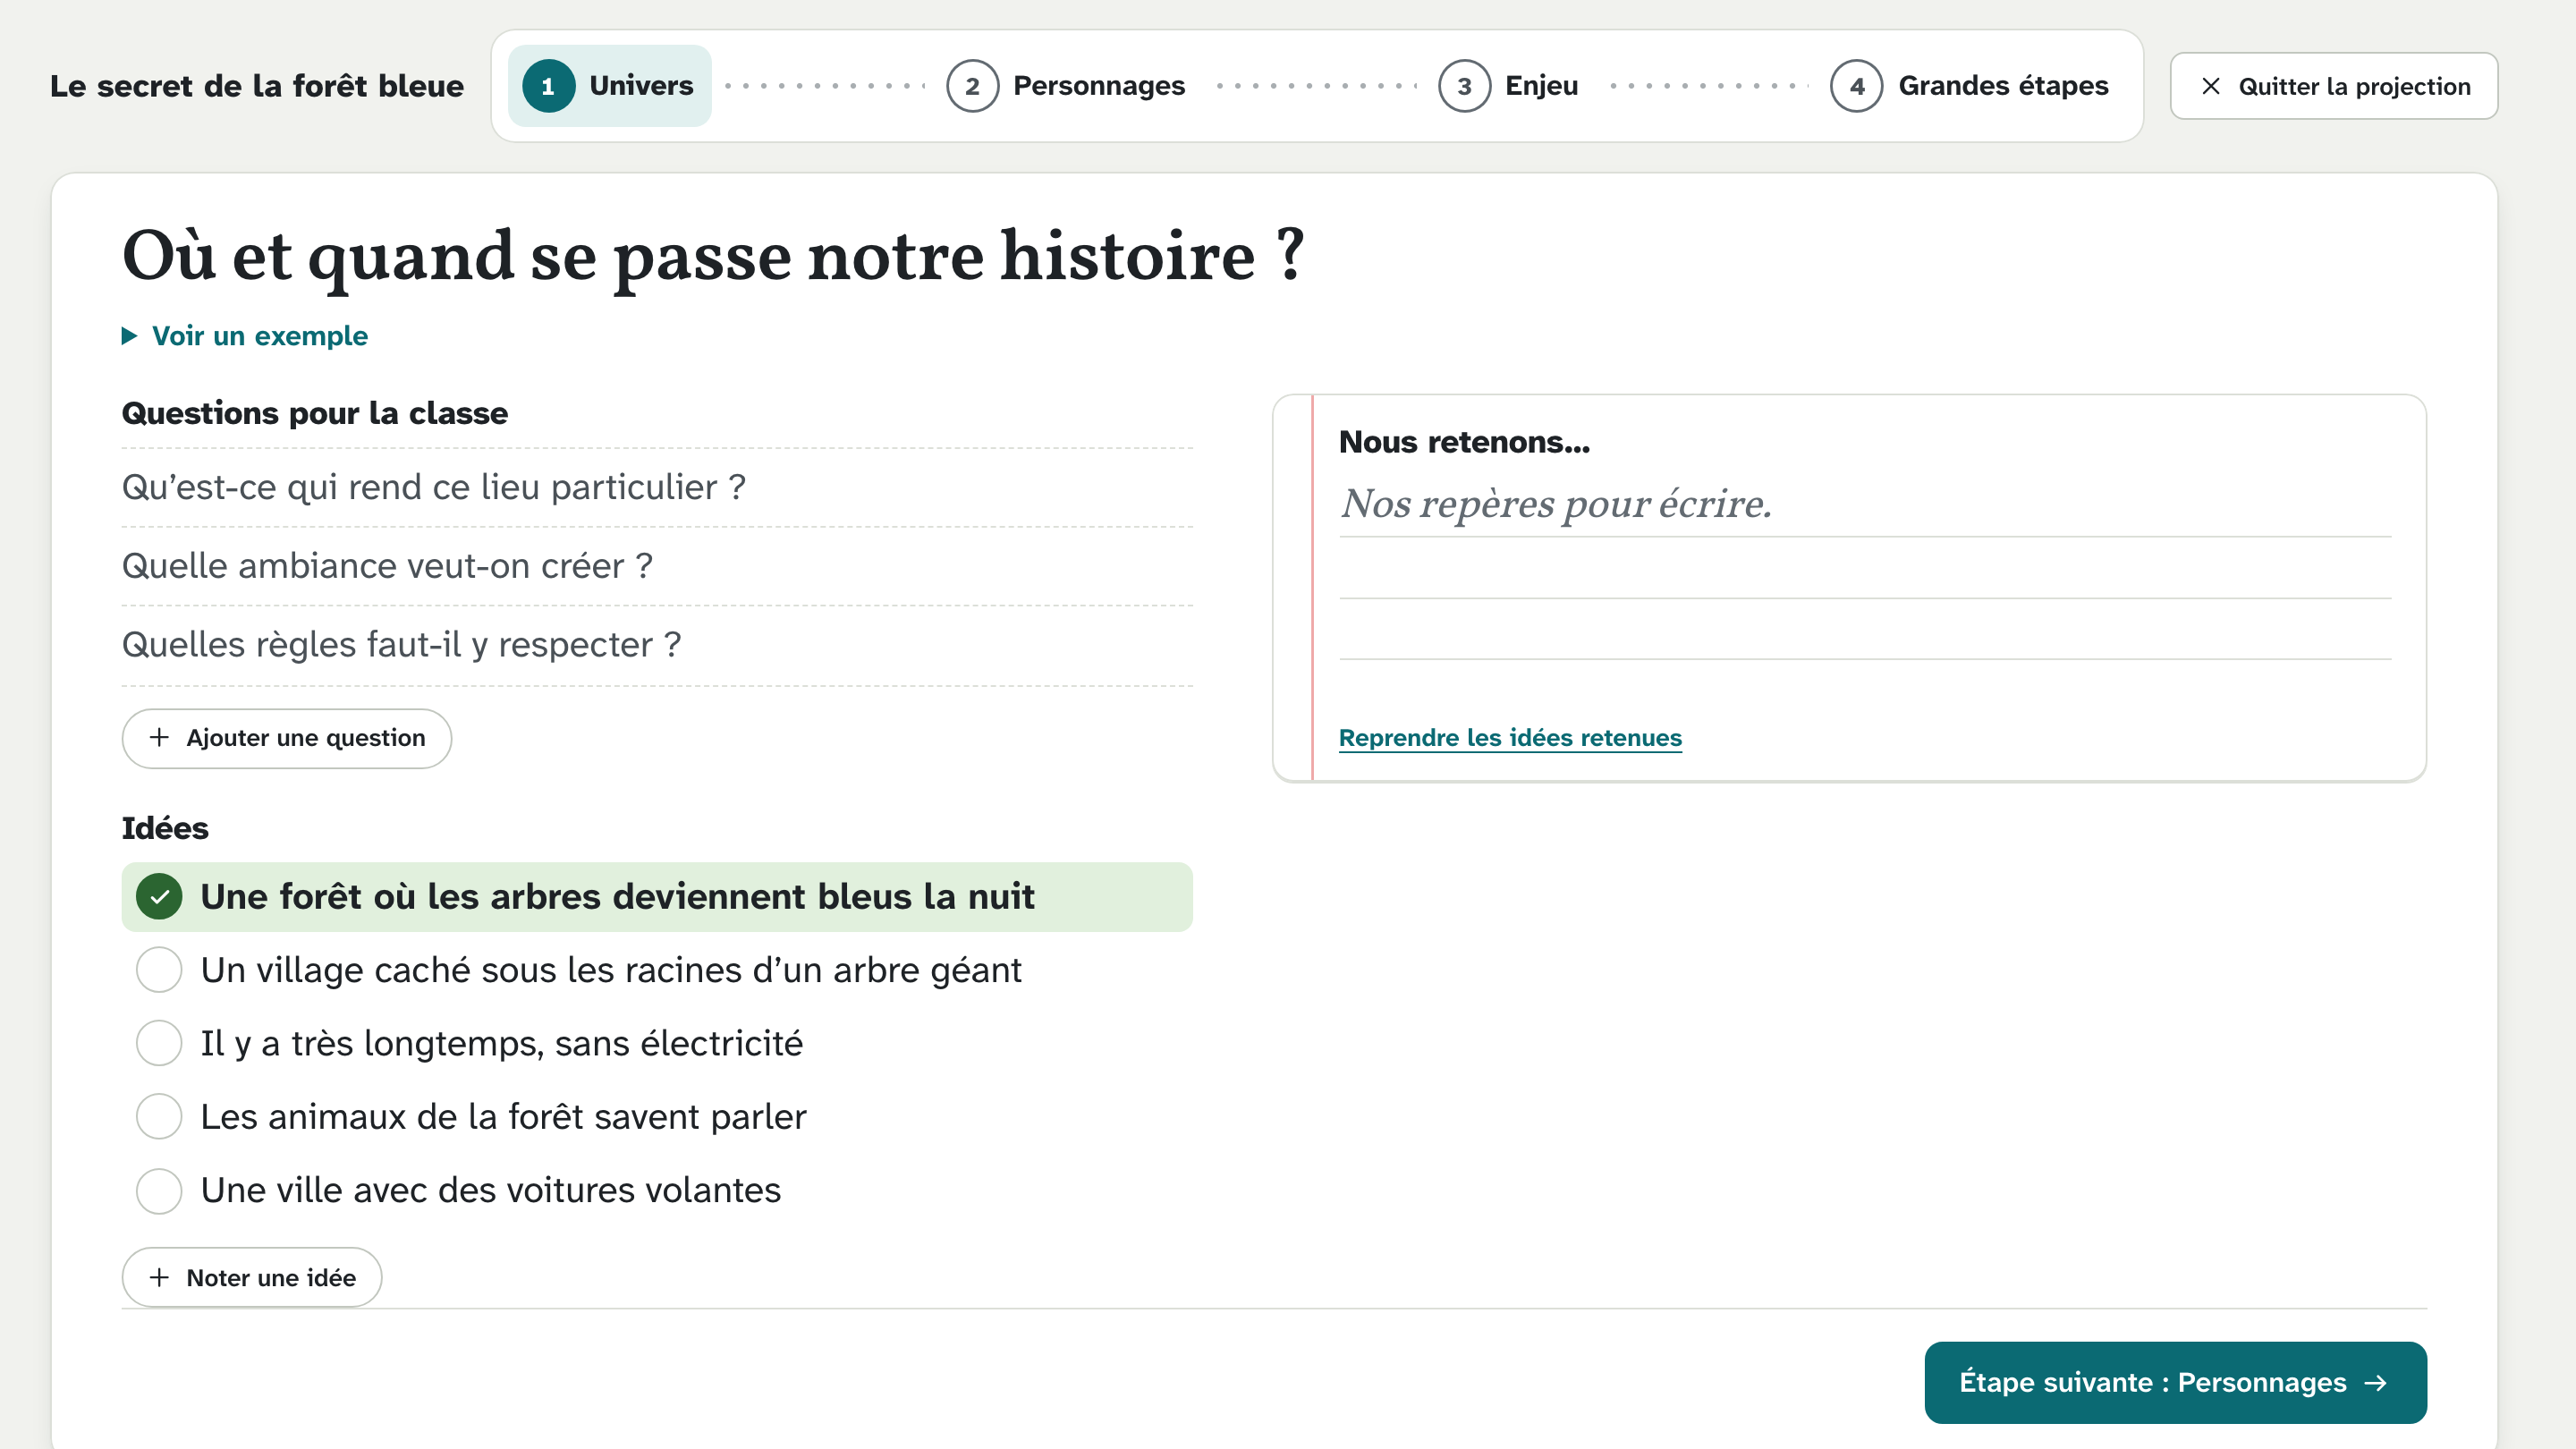 Le secret de la forêt bleue
1 Univers
2 Personnages
3 Enjeu
4 Grandes étapes
Quitter la projection
Où et quand se passe notre histoire ?
Voir un exemple
Questions pour la classe
Qu’est-ce qui rend ce lieu particulier ?
Quelle ambiance veut-on créer ?
Quelles règles faut-il y respecter ?
Ajouter une question
Idées
Une forêt où les arbres deviennent bleus la nuit
Un village caché sous les racines d’un arbre géant
Il y a très longtemps, sans électricité
Les animaux de la forêt savent parler
Une ville avec des voitures volantes
Noter une idée
Nous retenons…
Nos repères pour écrire.
Reprendre les idées retenues
Étape suivante : Personnages →